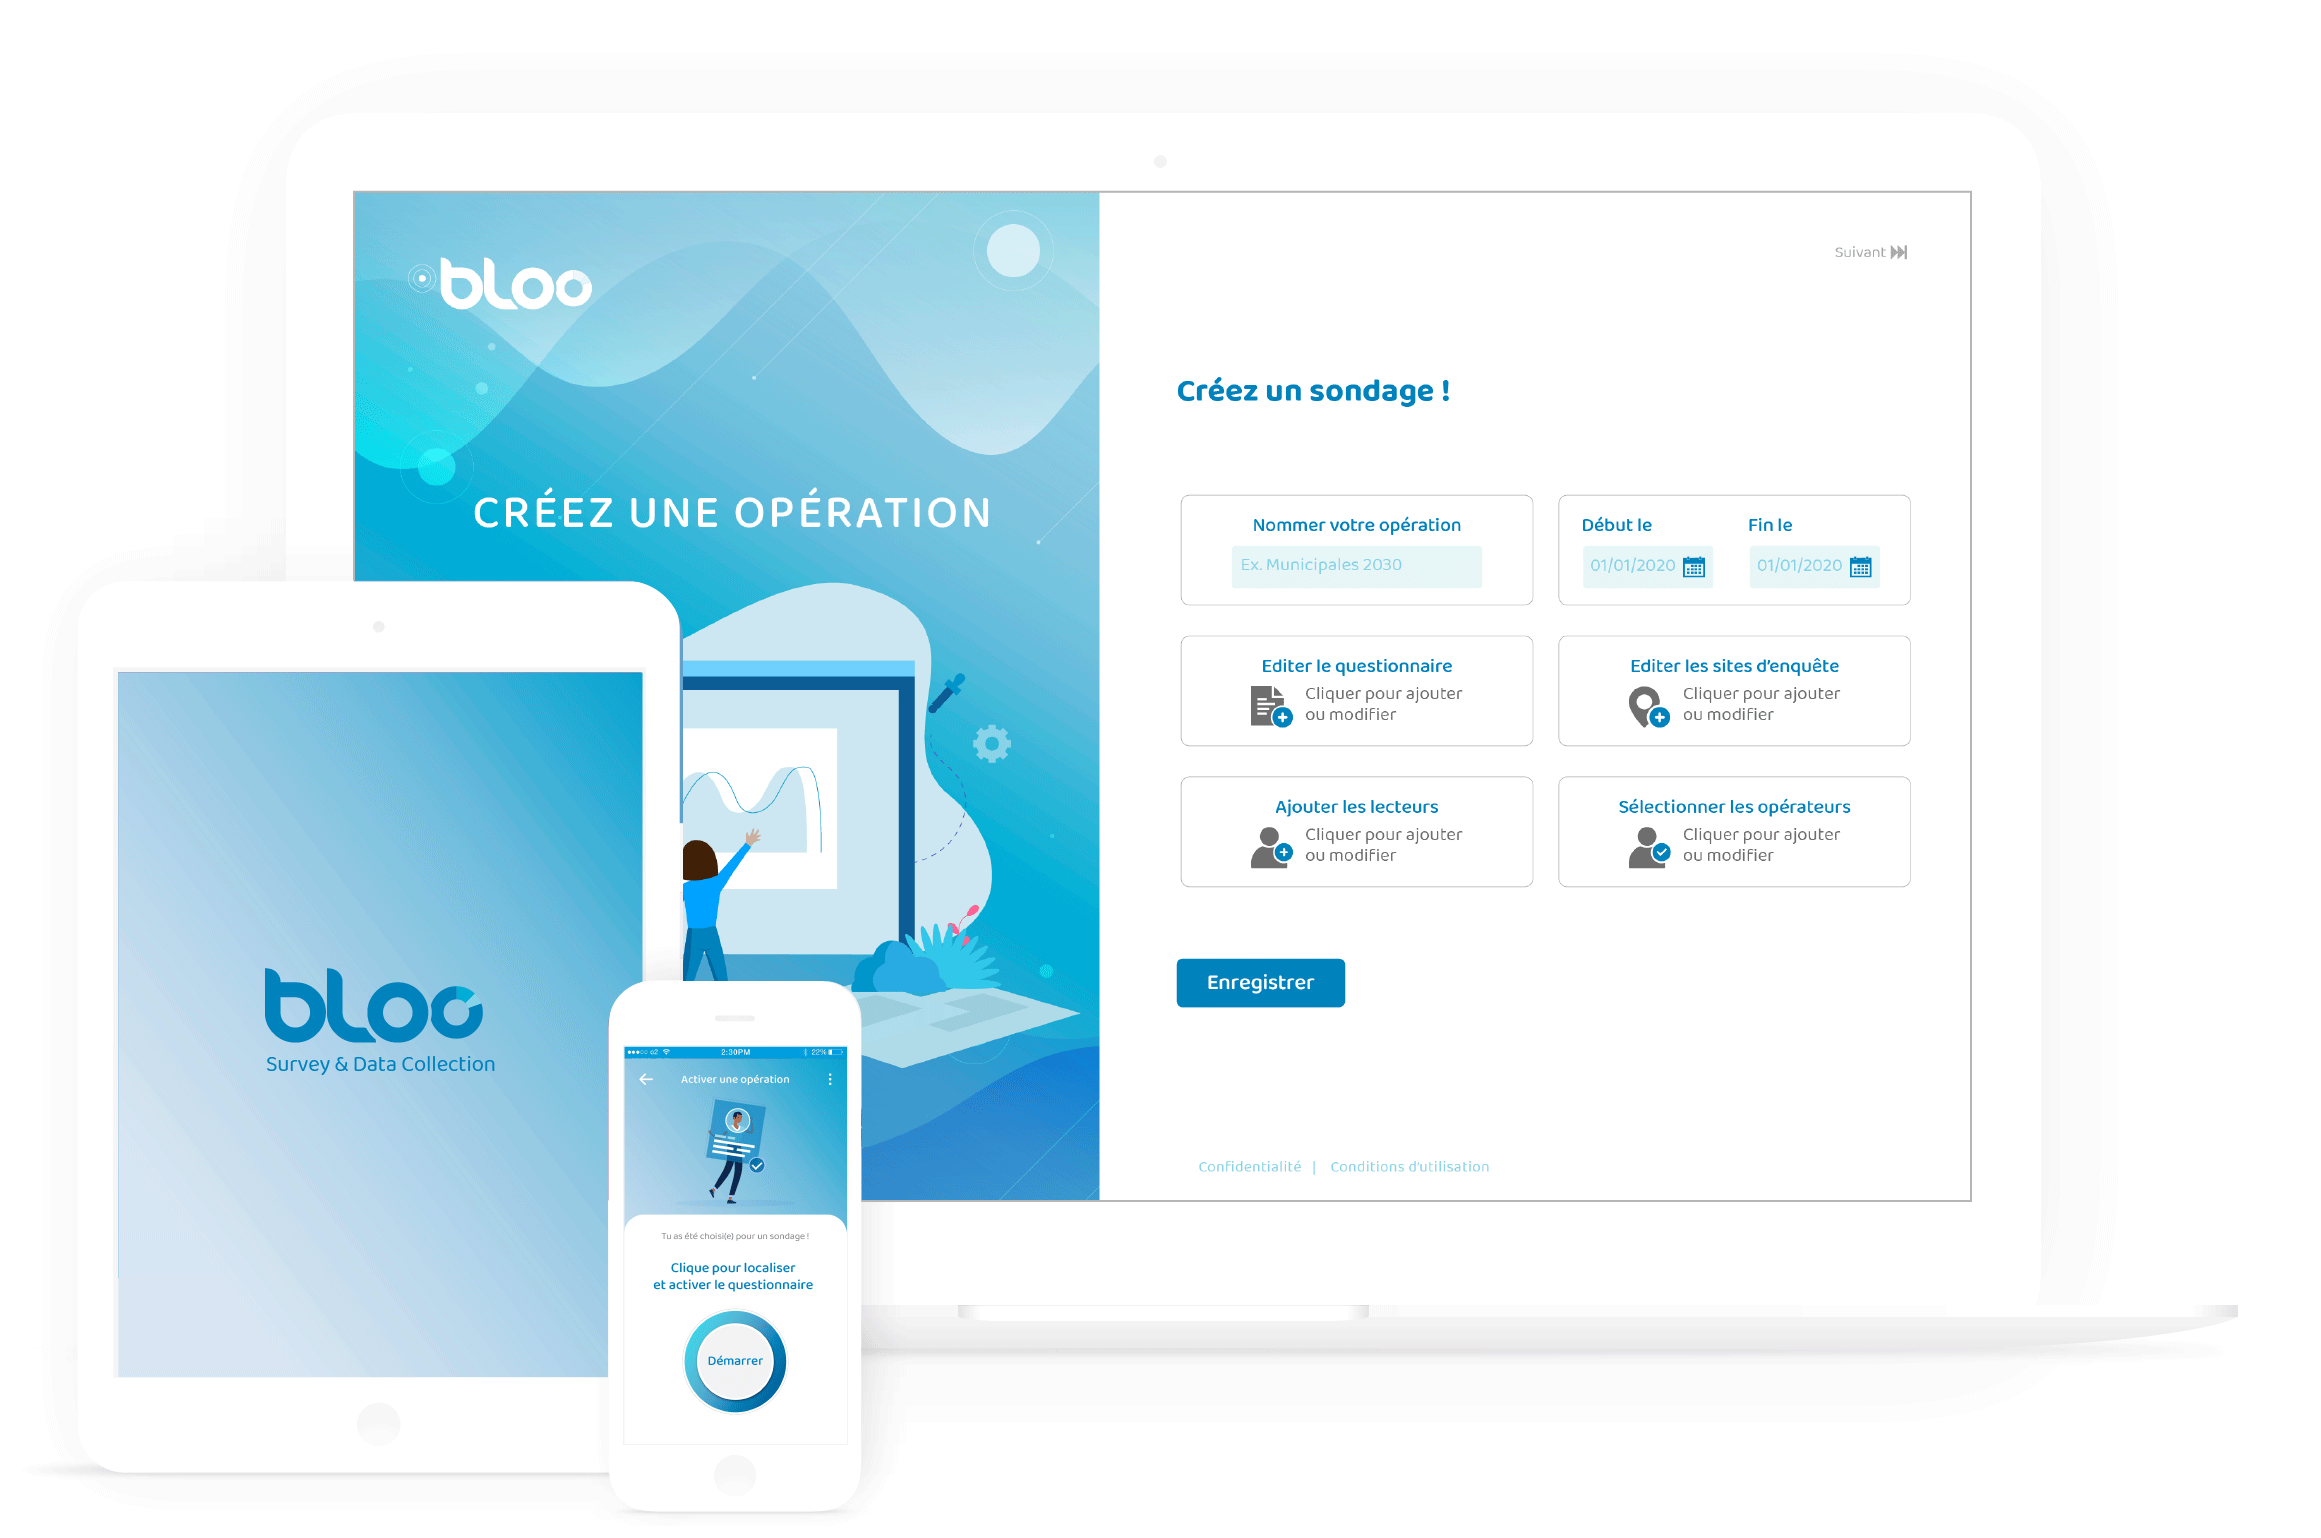 bloo
CRÉEZ UNE OPÉRATION
Suivant
Créez un sondage !
Nommer votre opération
Ex. Municipales 2030
Début le
01/01/2020
Fin le
01/01/2020
Editer le questionnaire
Cliquer pour ajouter
ou modifier
Editer les sites d'enquête
Cliquer pour ajouter
ou modifier
Ajouter les lecteurs
Cliquer pour ajouter
ou modifier
Sélectionner les opérateurs
Cliquer pour ajouter
ou modifier
Enregistrer
Confidentialité | Conditions d'utilisation
bloo
Survey & Data Collection
o2 2:30PM 22%
Activer une opération
Tu as été choisi(e) pour un sondage !
Clique pour localiser
et activer le questionnaire
Démarrer